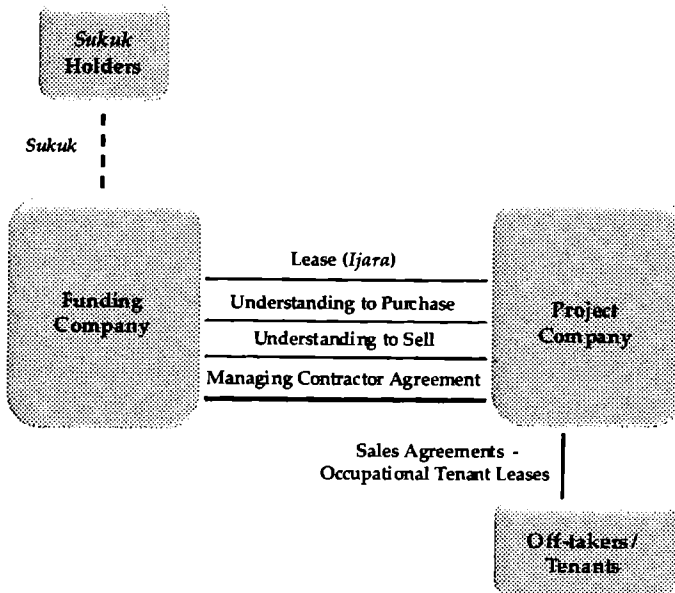 Sukuk
Holders
Sukuk
Funding
Company
Lease (Ijara)
Understanding to Purchase
Understanding to Sell
Managing Contractor Agreement
Project
Company
Sales Agreements -
Occupational Tenant Leases
Off-takers/
Tenants